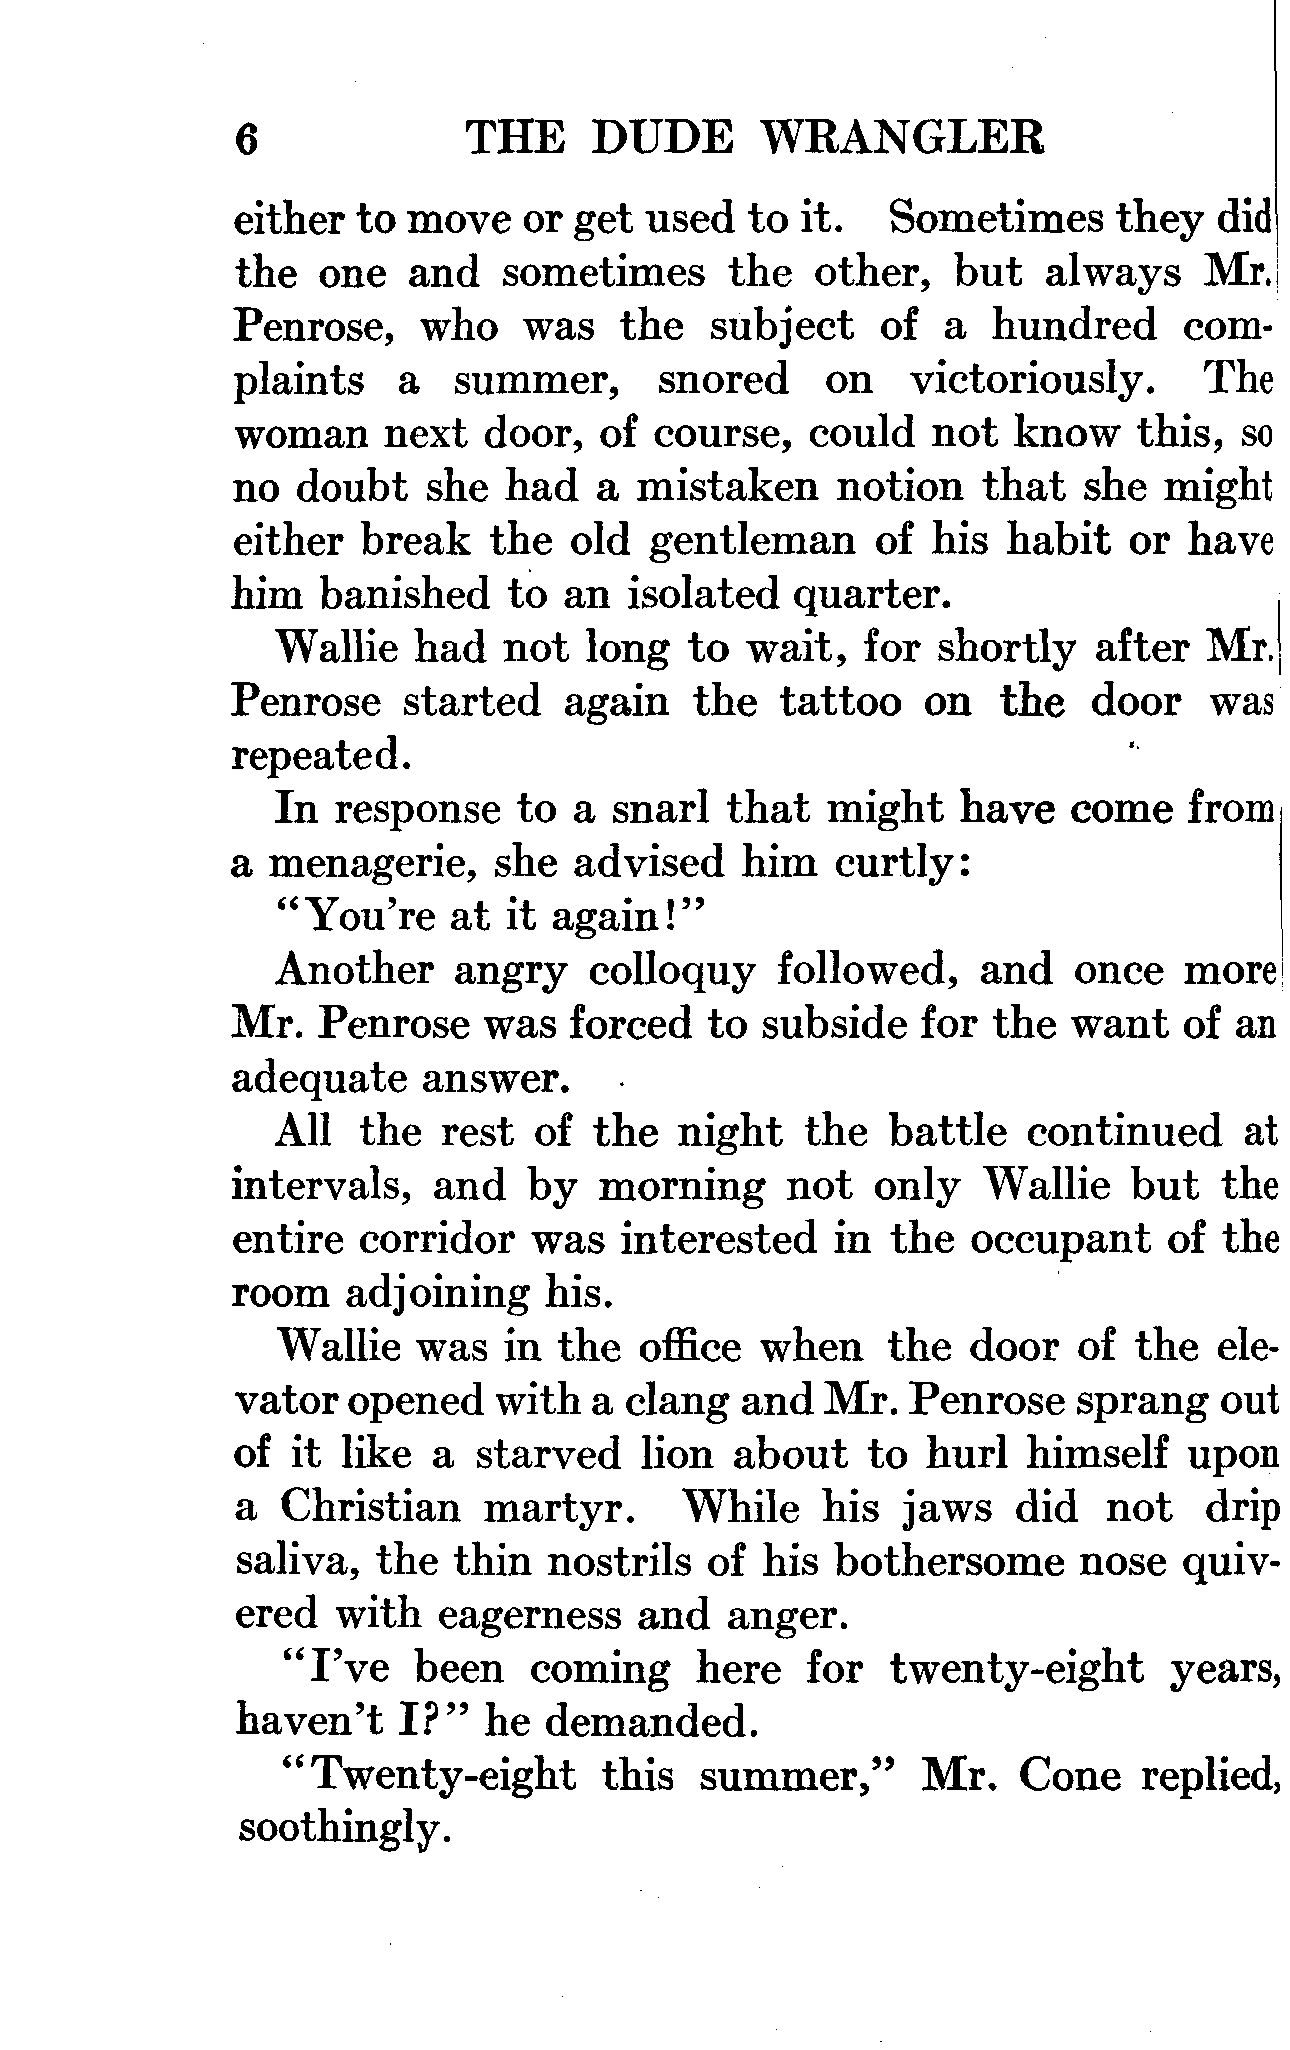 6 THE DUDE WRANGLER
either to move or get used to it. Sometimes they did
the one and sometimes the other, but always Mr.
Penrose, who was the subject of a hundred com-
plaints a summer, snored on victoriously. The
woman next door, of course, could not know this, so
no doubt she had a mistaken notion that she might
either break the old gentleman of his habit or have
him banished to an isolated quarter.
Wallie had not long to wait, for shortly after Mr.
Penrose started again the tattoo on the door was
repeated.
In response to a snarl that might have come from
a menagerie, she advised him curtly:
“You’re at it again!”
Another angry colloquy followed, and once more
Mr. Penrose was forced to subside for the want of an
adequate answer.
All the rest of the night the battle continued at
intervals, and by morning not only Wallie but the
entire corridor was interested in the occupant of the
room adjoining his.
Wallie was in the office when the door of the ele-
vator opened with a clang and Mr. Penrose sprang out
of it like a starved lion about to hurl himself upon
a Christian martyr. While his jaws did not drip
saliva, the thin nostrils of his bothersome nose quiv-
ered with eagerness and anger.
“I’ve been coming here for twenty-eight years,
haven’t I?” he demanded.
“Twenty-eight this summer,” Mr. Cone replied,
soothingly.